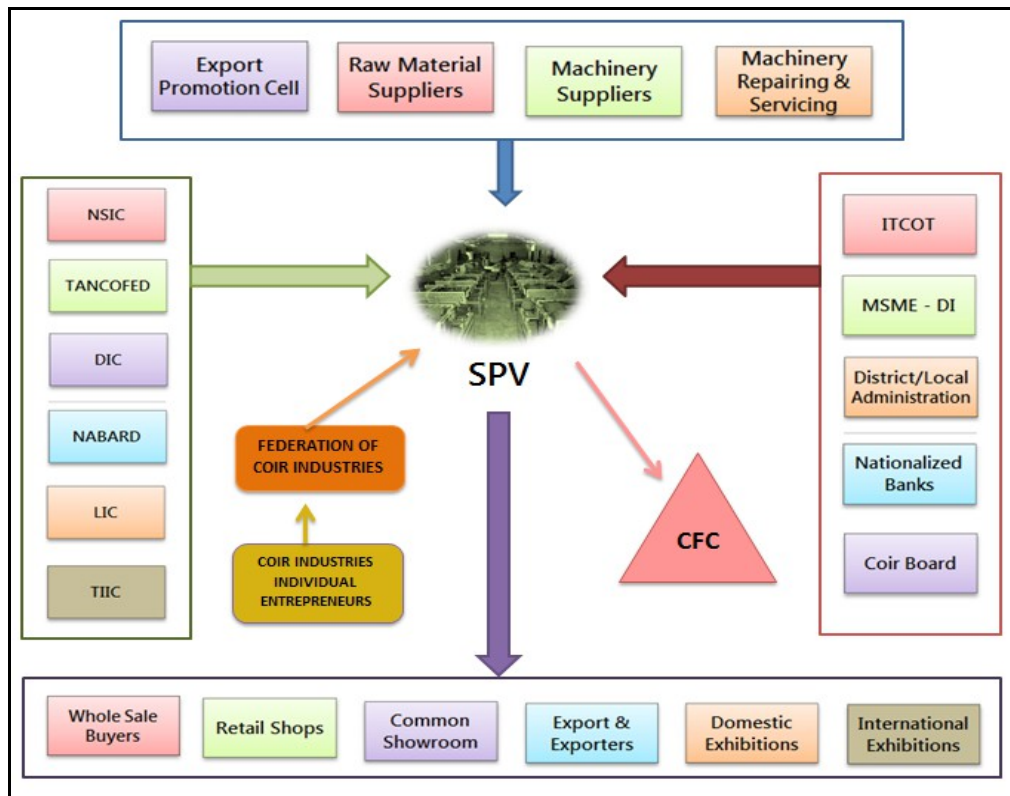 Export
Promotion Cell
Raw Material
Suppliers
Machinery
Suppliers
Machinery
Repairing &
Servicing
NSIC
TANCOFED
DIC
NABARD
LIC
TIIC
SPV
FEDERATION OF
COIR INDUSTRIES
COIR INDUSTRIES
INDIVIDUAL
ENTREPRENEURS
CFC
ITCOT
MSME - DI
District/Local
Administration
Nationalized
Banks
Coir Board
Whole Sale
Buyers
Retail Shops
Common
Showroom
Export &
Exporters
Domestic
Exhibitions
International
Exhibitions